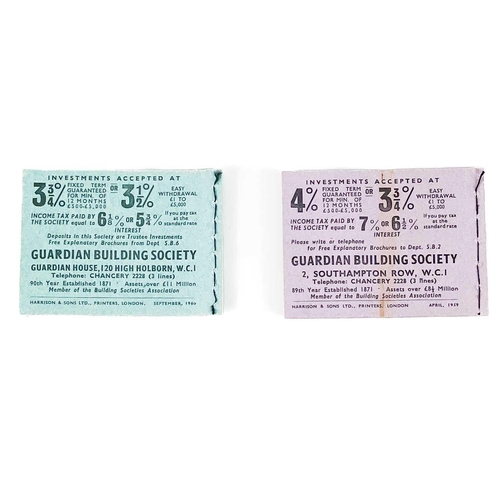 INVESTMENTS ACCEPTED AT
3¾% FIXED TERM GUARANTEED FOR MIN. OF 12 MONTHS £500-£5,000 OR 3½% EASY WITHDRAWAL £1 to £5,000
INCOME TAX PAID BY THE SOCIETY equal to 6⅛% OR 5¾% INTEREST If you pay tax at the standard rate
Deposits in this Society are Trustee Investments
Free Explanatory Brochures from Dept. S.B.6
GUARDIAN BUILDING SOCIETY
GUARDIAN HOUSE, 120 HIGH HOLBORN, W.C.1
Telephone: CHANCERY 2228 (3 lines)
90th Year Established 1871 Assets, over £11 Million
Member of the Building Societies Association
HARRISON & SONS LTD., PRINTERS, LONDON. SEPTEMBER,
INVESTMENTS ACCEPTED AT
4% FIXED TERM GUARANTEED FOR MIN. OF 12 MONTHS £500-£5,000 OR 3¾% EASY WITHDRAWAL £1 to £5,000
INCOME TAX PAID BY THE SOCIETY equal to 7% OR 6½% INTEREST If you pay tax at the standard rate
Please write or telephone
for Free Explanatory Brochures to Dept. S.B.2
GUARDIAN BUILDING SOCIETY
2, SOUTHAMPTON ROW, W.C.1
Telephone: CHANCERY 2228 (3 lines)
89th Year Established 1871 Assets over £8½ Million
Member of the Building Societies Association
HARRISON & SONS LTD., PRINTERS, LONDON. APRIL, 1959